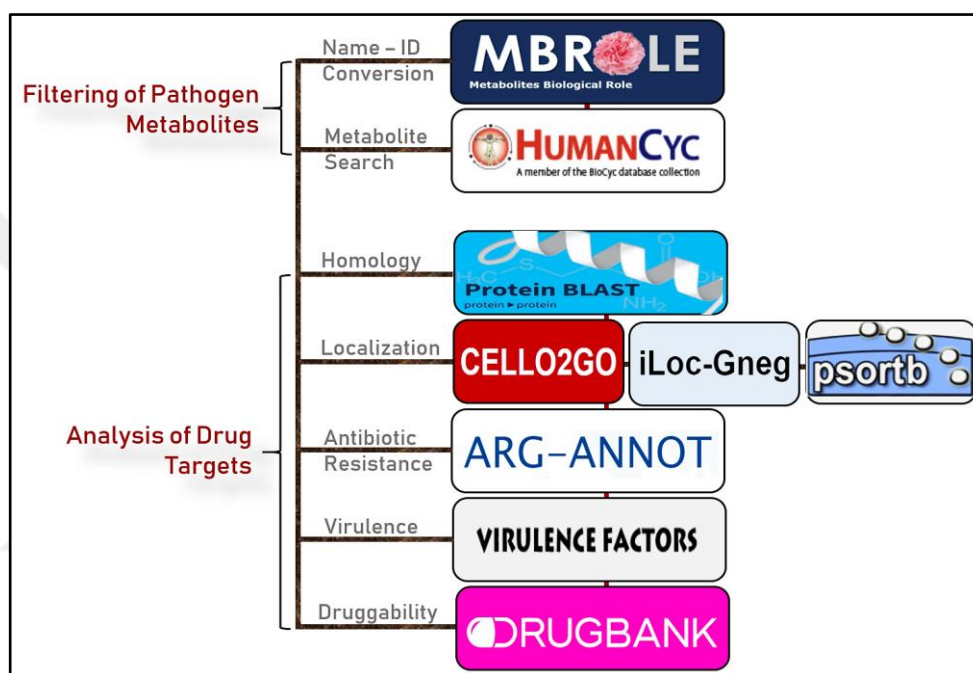 Filtering of Pathogen
Metabolites
Name – ID
Conversion
MBROLE
Metabolites Biological Role
Metabolite
Search
HUMANCYC
A member of the BioCyc database collection
Analysis of Drug
Targets
Homology
Protein BLAST
protein ► protein
H₃C
S
O
NH₂
Localization
CELLO2GO
iLoc-Gneg
psortb
Antibiotic
Resistance
ARG–ANNOT
Virulence
VIRULENCE FACTORS
Druggability
DRUGBANK